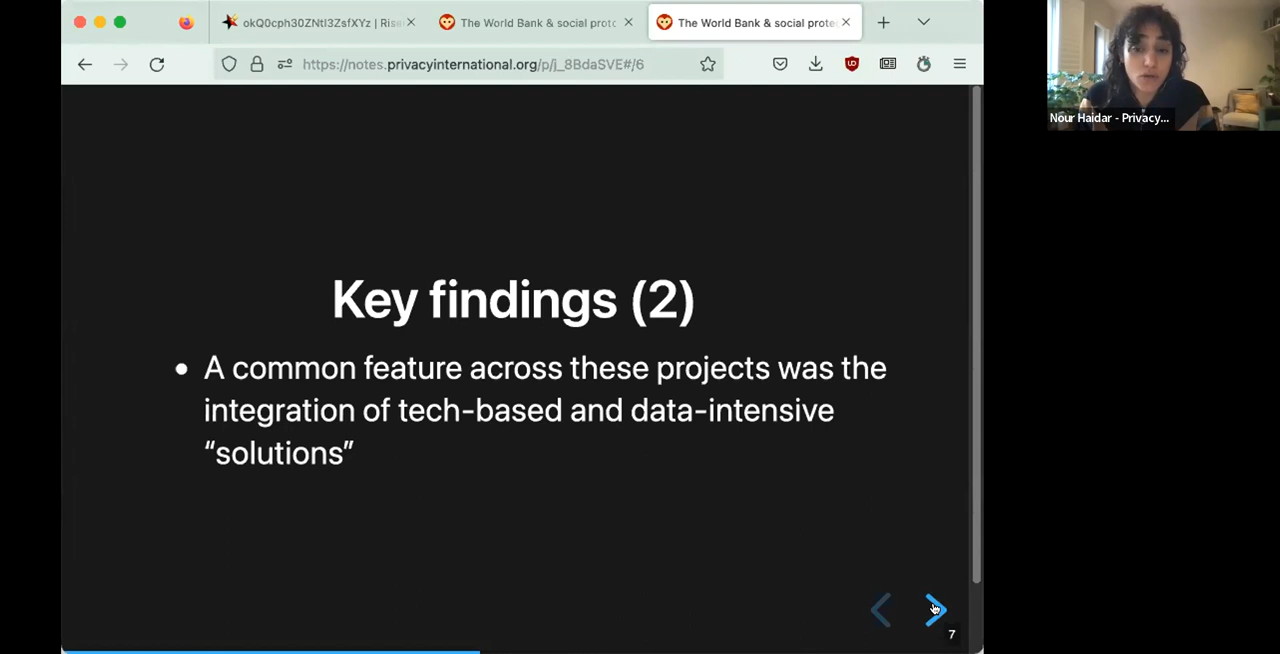 okQ0cph30ZNtI3ZsfXYz | Rise
The World Bank & social prote
The World Bank & social prote
https://notes.privacyinternational.org/p/j_8BdaSVE#/6
Nour Haidar - Privacy...
Key findings (2)
• A common feature across these projects was the
integration of tech-based and data-intensive
“solutions”
7